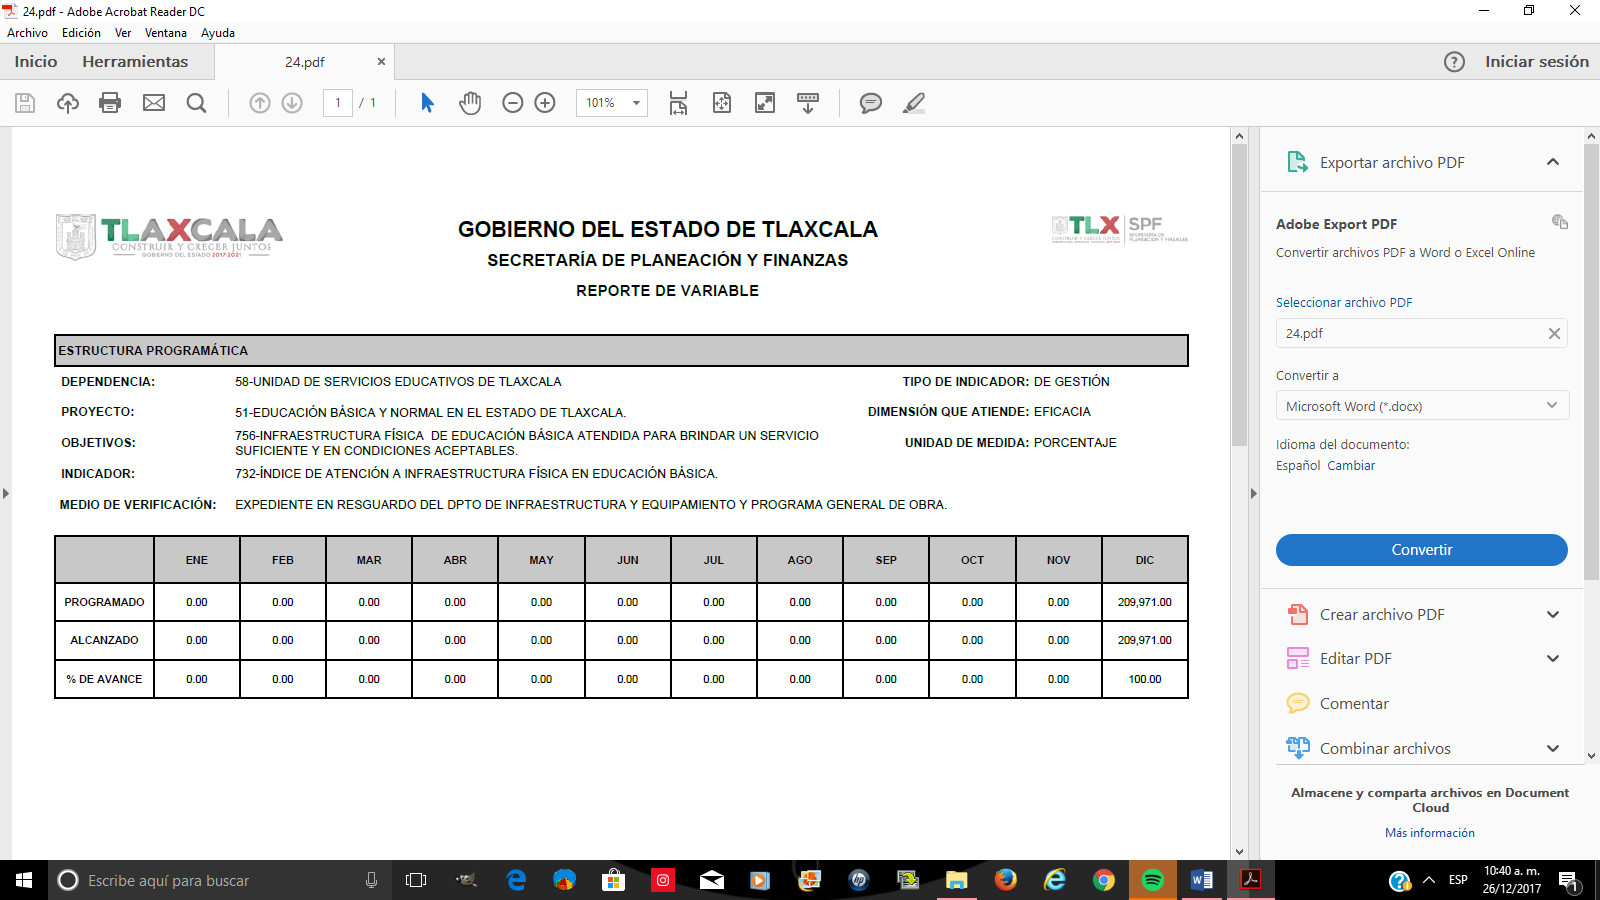 24.pdf - Adobe Acrobat Reader DC
Archivo Edición Ver Ventana Ayuda
Inicio Herramientas 24.pdf × Iniciar sesión
1 / 1 101%
TLAXCALA
CONSTRUIR Y CRECER JUNTOS
GOBIERNO DEL ESTADO 2017-2021
GOBIERNO DEL ESTADO DE TLAXCALA
SECRETARÍA DE PLANEACIÓN Y FINANZAS
REPORTE DE VARIABLE
TLX SPF
SECRETARÍA DE
PLANEACIÓN Y FINANZAS
ESTRUCTURA PROGRAMÁTICA
DEPENDENCIA: 58-UNIDAD DE SERVICIOS EDUCATIVOS DE TLAXCALA TIPO DE INDICADOR: DE GESTIÓN
PROYECTO: 51-EDUCACIÓN BÁSICA Y NORMAL EN EL ESTADO DE TLAXCALA. DIMENSIÓN QUE ATIENDE: EFICACIA
OBJETIVOS: 756-INFRAESTRUCTURA FÍSICA DE EDUCACIÓN BÁSICA ATENDIDA PARA BRINDAR UN SERVICIO
SUFICIENTE Y EN CONDICIONES ACEPTABLES. UNIDAD DE MEDIDA: PORCENTAJE
INDICADOR: 732-ÍNDICE DE ATENCIÓN A INFRAESTRUCTURA FÍSICA EN EDUCACIÓN BÁSICA.
MEDIO DE VERIFICACIÓN: EXPEDIENTE EN RESGUARDO DEL DPTO DE INFRAESTRUCTURA Y EQUIPAMIENTO Y PROGRAMA GENERAL DE OBRA.
ENE FEB MAR ABR MAY JUN JUL AGO SEP OCT NOV DIC
PROGRAMADO 0.00 0.00 0.00 0.00 0.00 0.00 0.00 0.00 0.00 0.00 0.00 209,971.00
ALCANZADO 0.00 0.00 0.00 0.00 0.00 0.00 0.00 0.00 0.00 0.00 0.00 209,971.00
% DE AVANCE 0.00 0.00 0.00 0.00 0.00 0.00 0.00 0.00 0.00 0.00 0.00 100.00
Exportar archivo PDF
Adobe Export PDF
Convertir archivos PDF a Word o Excel Online
Seleccionar archivo PDF
24.pdf
Convertir a
Microsoft Word (*.docx)
Idioma del documento:
Español Cambiar
Convertir
Crear archivo PDF
Editar PDF
Comentar
Combinar archivos
Almacene y comparta archivos en Document
Cloud
Más información
Escribe aquí para buscar
ESP
10:40 a. m.
26/12/2017
1